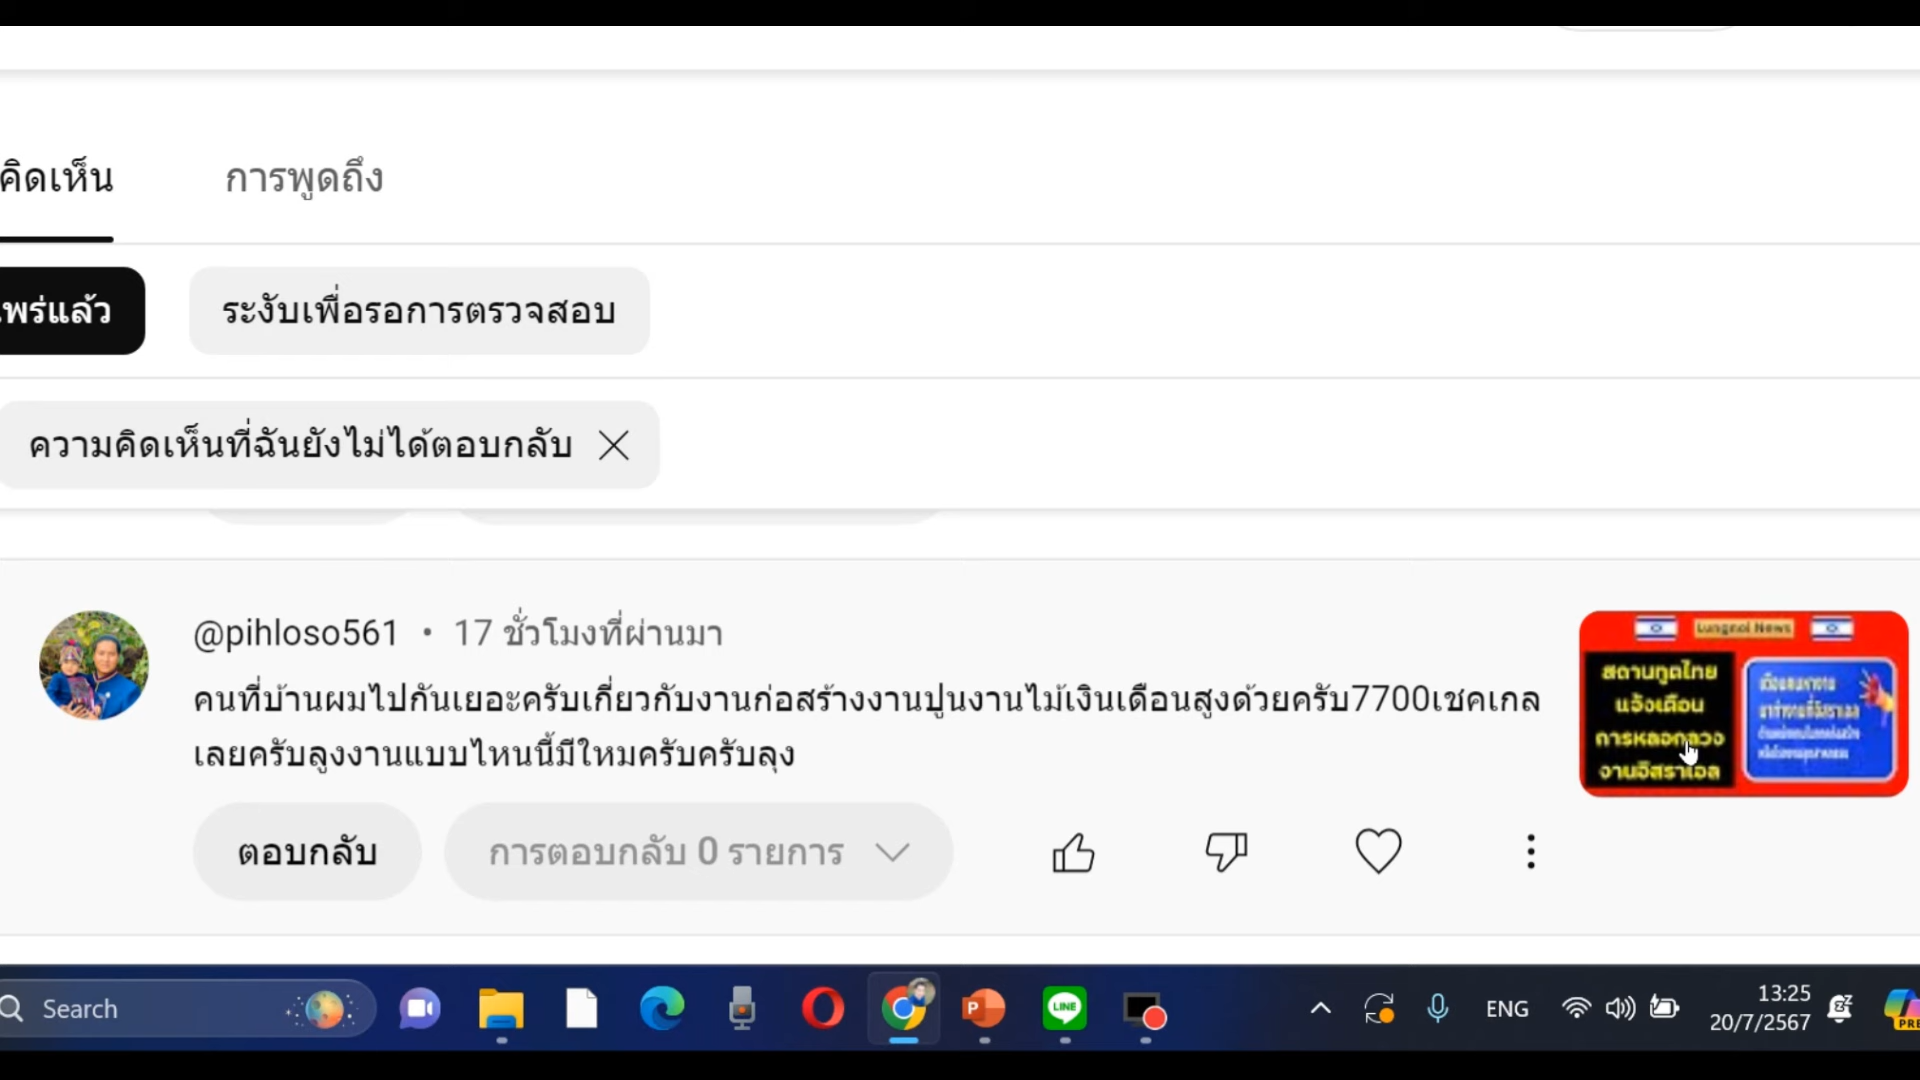 คิดเห็น การพูดถึง
พร่แล้ว ระงับเพื่อรอการตรวจสอบ
ความคิดเห็นที่ฉันยังไม่ได้ตอบกลับ
@pihloso561 • 17 ชั่วโมงที่ผ่านมา
คนที่บ้านผมไปกันเยอะครับเกี่ยวกับงานก่อสร้างงานปูนงานไม้เงินเดือนสูงด้วยครับ7700เชคเกล
เลยครับลูงงานแบบไหนนี้มีใหมครับครับลุง
Lungnoi News
สถานทูตไทย
แจ้งเตือน
การหลอกลวง
งานอิสราเอล
ตอบกลับ การตอบกลับ 0 รายการ
Search
LINE
ENG
13:25
20/7/2567
PRE